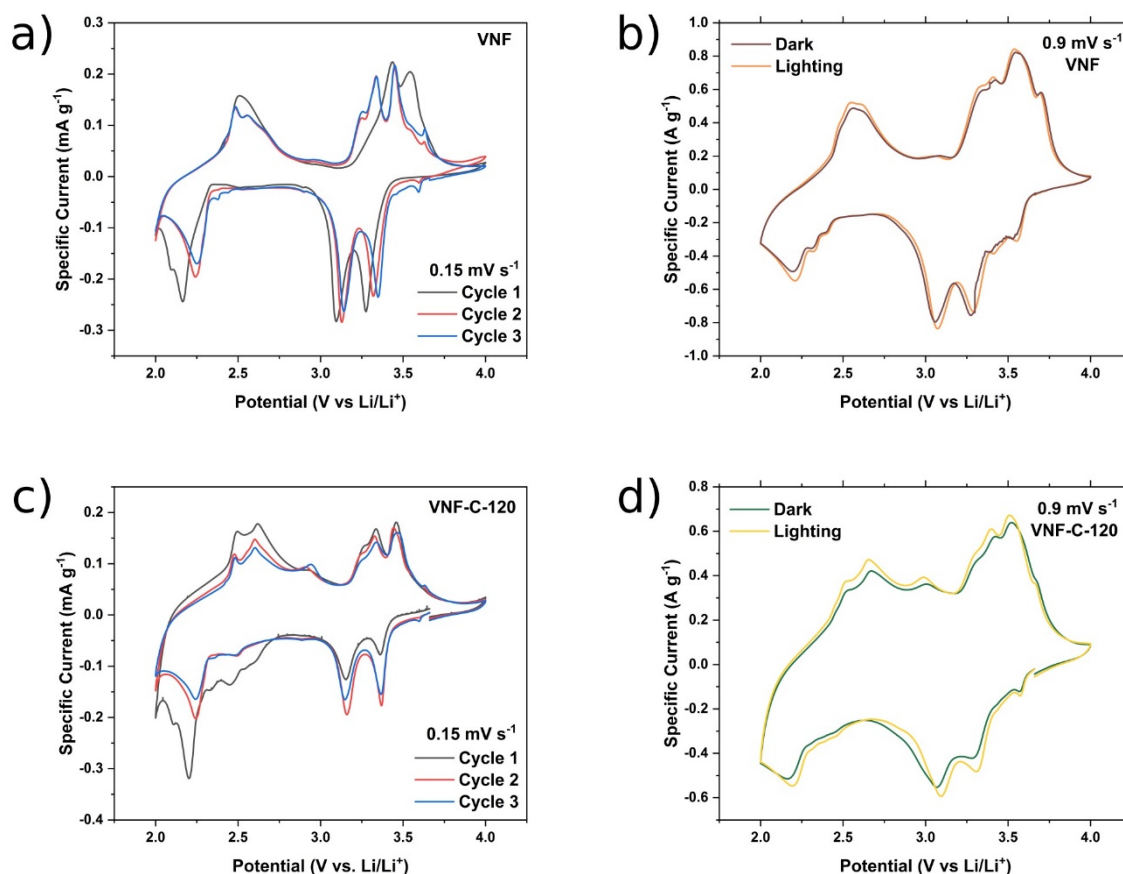 a)
VNF
0.3
0.2
0.1
0.0
-0.1
-0.2
-0.3
Specific Current (mA g⁻¹)
0.15 mV s⁻¹
Cycle 1
Cycle 2
Cycle 3
2.0 2.5 3.0 3.5 4.0
Potential (V vs Li/Li⁺)
b)
Dark
Lighting
0.9 mV s⁻¹
VNF
1.0
0.8
0.6
0.4
0.2
0.0
-0.2
-0.4
-0.6
-0.8
-1.0
Specific Current (A g⁻¹)
2.0 2.5 3.0 3.5 4.0
Potential (V vs Li/Li⁺)
c)
VNF-C-120
0.2
0.1
0.0
-0.1
-0.2
-0.3
-0.4
Specific Current (mA g⁻¹)
0.15 mV s⁻¹
Cycle 1
Cycle 2
Cycle 3
2.0 2.5 3.0 3.5 4.0
Potential (V vs. Li/Li⁺)
d)
Dark
Lighting
0.9 mV s⁻¹
VNF-C-120
0.8
0.6
0.4
0.2
0.0
-0.2
-0.4
-0.6
Specific Current (A g⁻¹)
2.0 2.5 3.0 3.5 4.0
Potential (V vs Li/Li⁺)